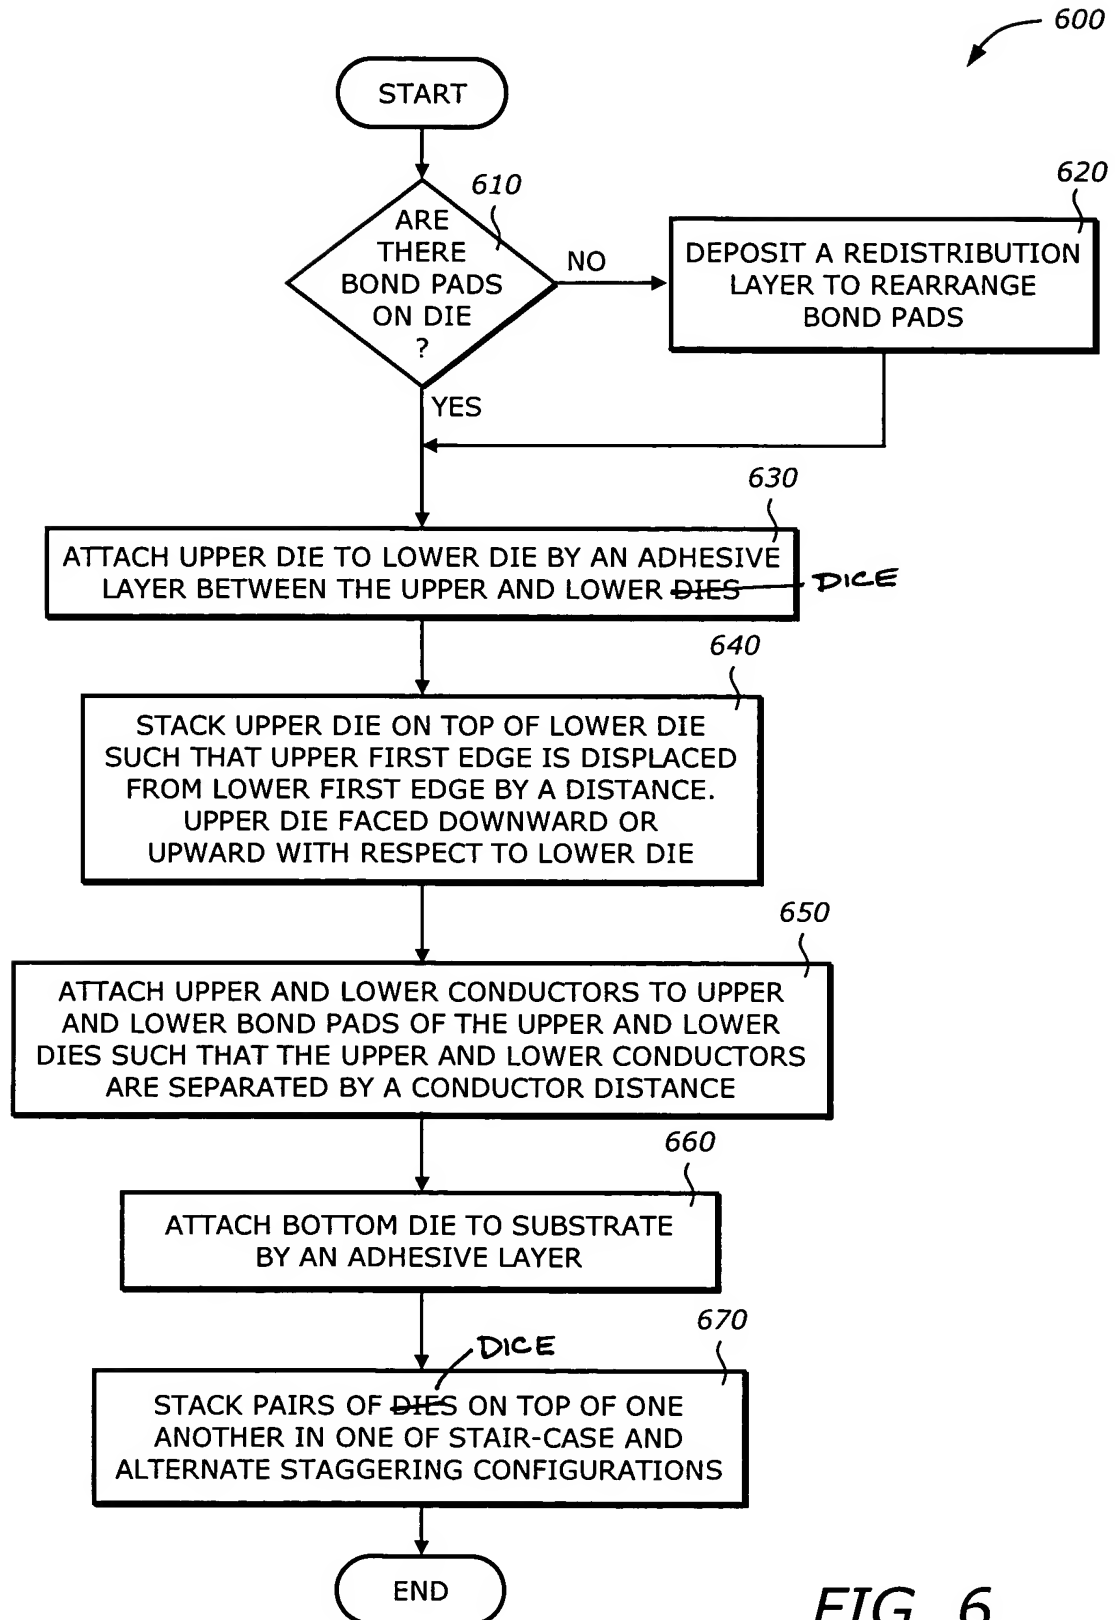 600
START
610
ARE
THERE
BOND PADS
ON DIE
?
NO
620
DEPOSIT A REDISTRIBUTION
LAYER TO REARRANGE
BOND PADS
YES
630
ATTACH UPPER DIE TO LOWER DIE BY AN ADHESIVE
LAYER BETWEEN THE UPPER AND LOWER DIES DICE
640
STACK UPPER DIE ON TOP OF LOWER DIE
SUCH THAT UPPER FIRST EDGE IS DISPLACED
FROM LOWER FIRST EDGE BY A DISTANCE.
UPPER DIE FACED DOWNWARD OR
UPWARD WITH RESPECT TO LOWER DIE
650
ATTACH UPPER AND LOWER CONDUCTORS TO UPPER
AND LOWER BOND PADS OF THE UPPER AND LOWER
DIES SUCH THAT THE UPPER AND LOWER CONDUCTORS
ARE SEPARATED BY A CONDUCTOR DISTANCE
660
ATTACH BOTTOM DIE TO SUBSTRATE
BY AN ADHESIVE LAYER
670
DICE
STACK PAIRS OF DIES ON TOP OF ONE
ANOTHER IN ONE OF STAIR-CASE AND
ALTERNATE STAGGERING CONFIGURATIONS
END
FIG. 6